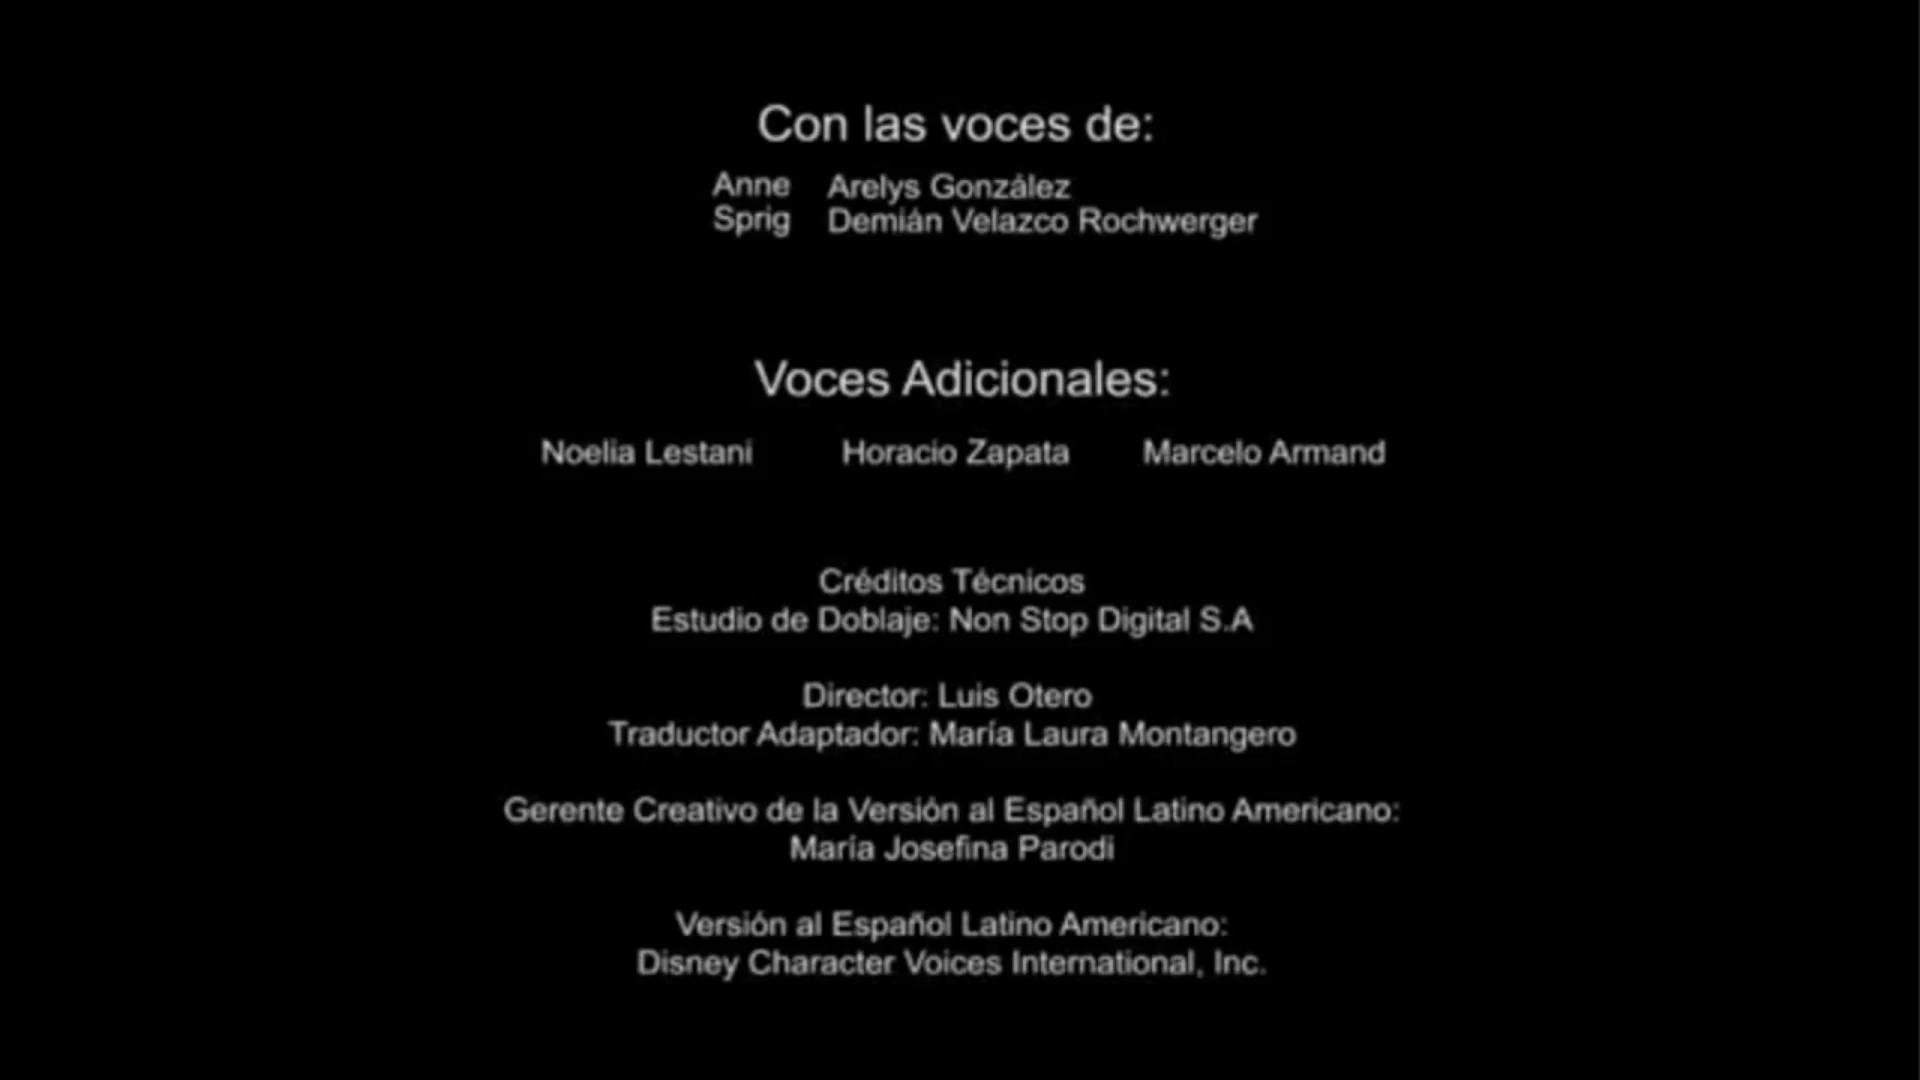 Con las voces de:
Anne Arelys González
Sprig Demián Velazco Rochwerger
Voces Adicionales:
Noelia Lestani Horacio Zapata Marcelo Armand
Créditos Técnicos
Estudio de Doblaje: Non Stop Digital S.A
Director: Luis Otero
Traductor Adaptador: María Laura Montangero
Gerente Creativo de la Versión al Español Latino Americano:
María Josefina Parodi
Versión al Español Latino Americano:
Disney Character Voices International, Inc.